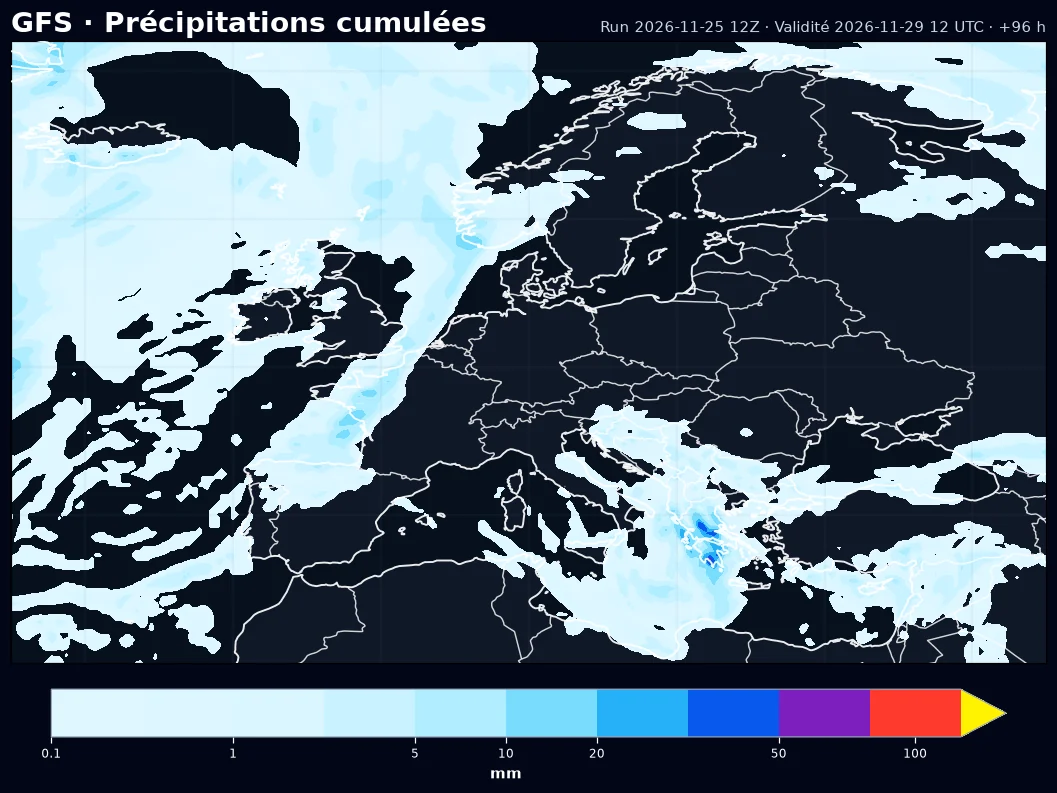 GFS · Précipitations cumulées
Run 2026-11-25 12Z · Validité 2026-11-29 12 UTC · +96 h
0.1 1 5 10 20 50 100
mm